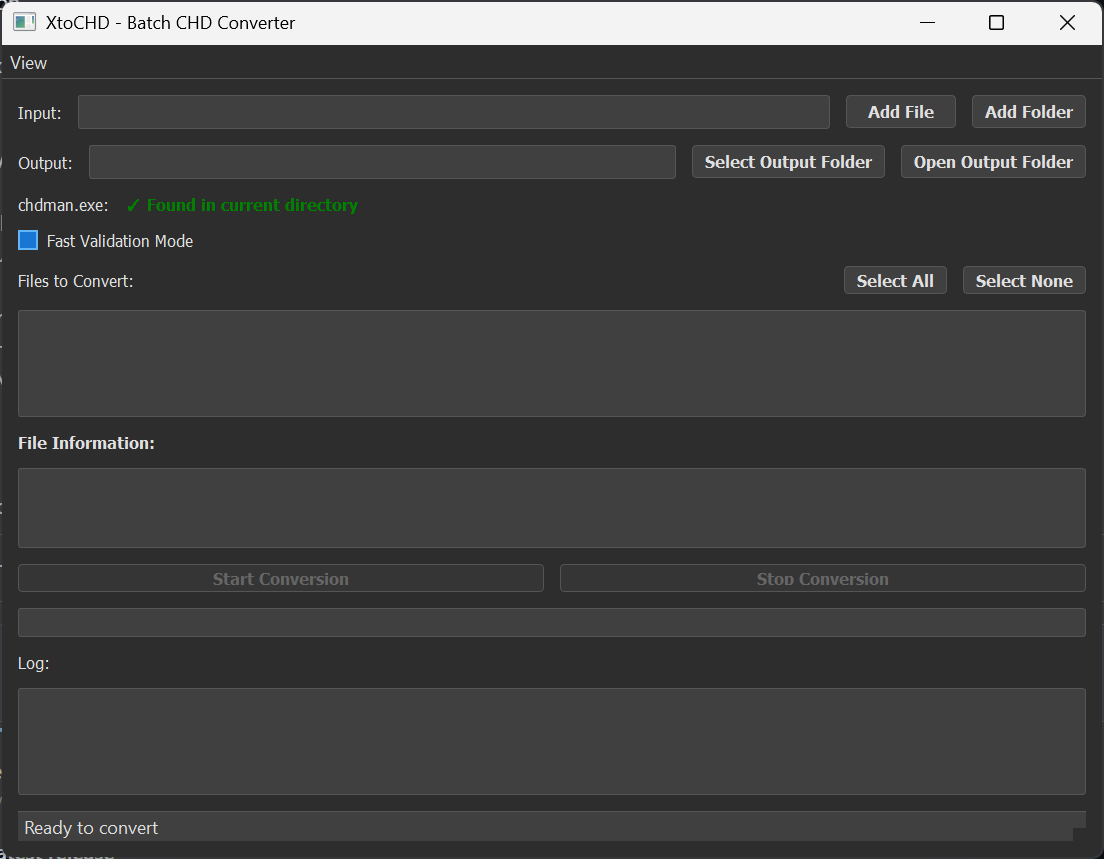 XtoCHD - Batch CHD Converter
View
Input: Add File Add Folder
Output: Select Output Folder Open Output Folder
chdman.exe: ✓ Found in current directory
Fast Validation Mode
Files to Convert: Select All Select None
File Information:
Start Conversion Stop Conversion
Log:
Ready to convert